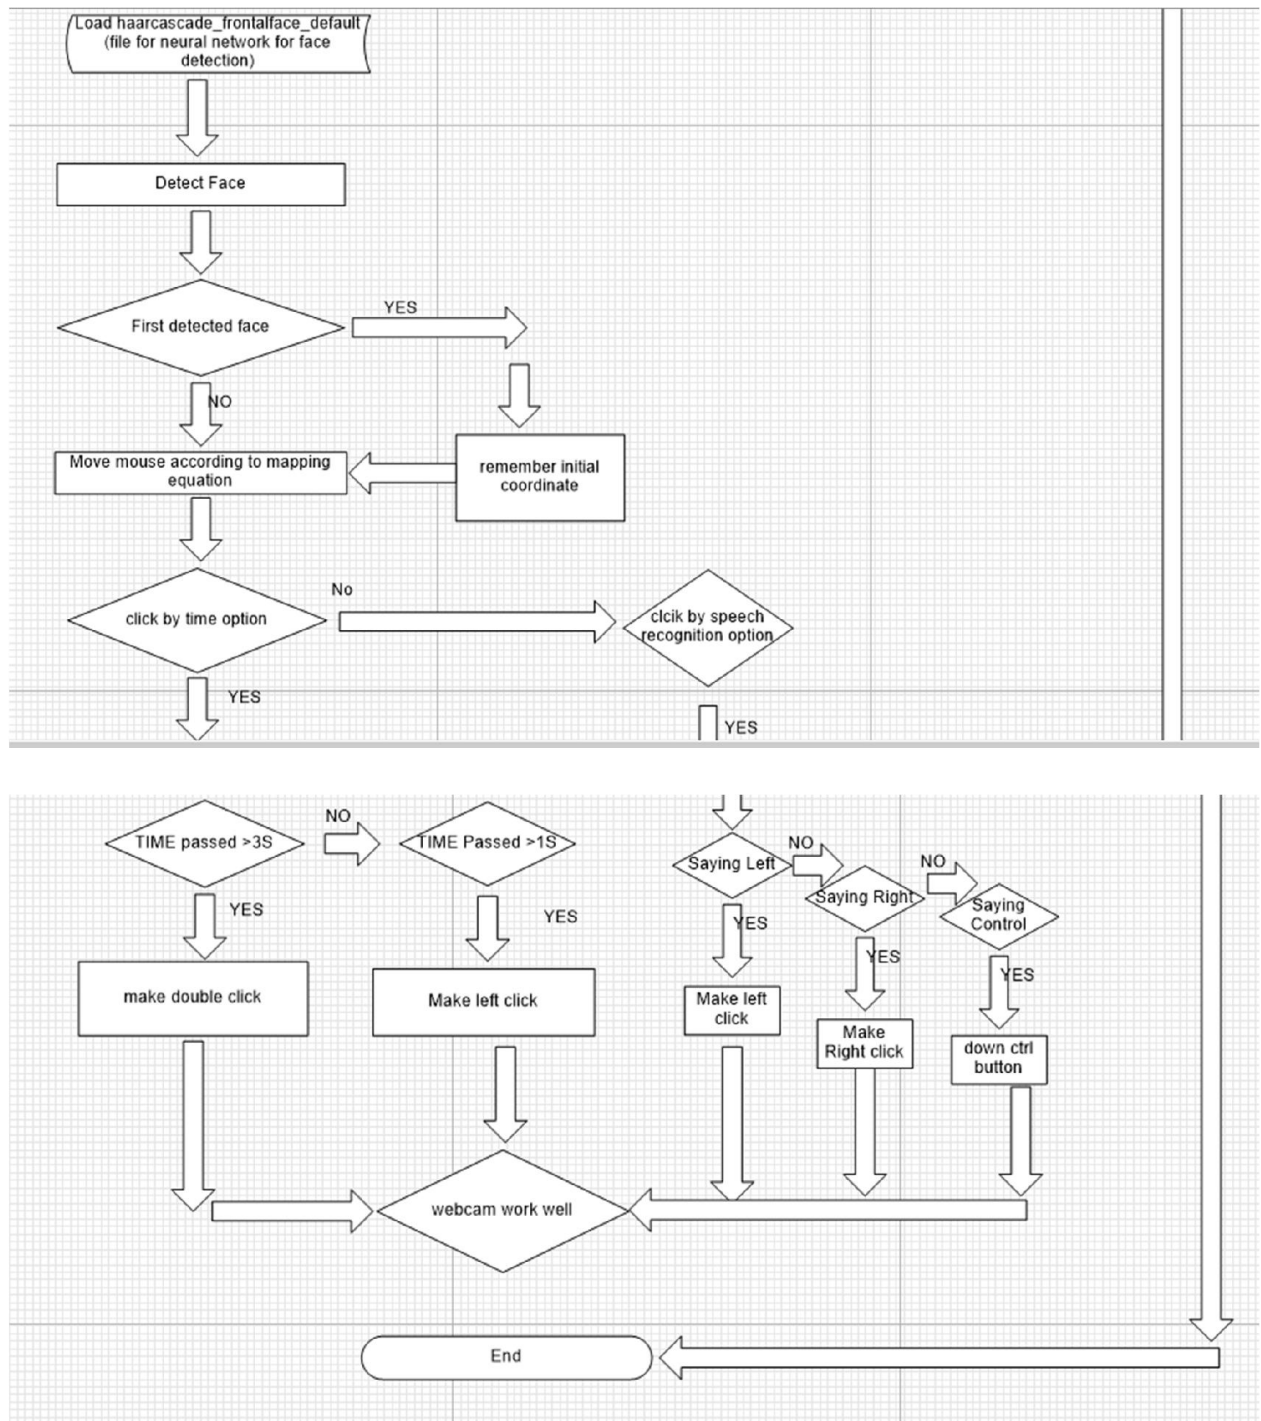 Load haarcascade_frontalface_default
(file for neural network for face
detection)
Detect Face
First detected face
YES
NO
Move mouse according to mapping
equation
remember initial
coordinate
click by time option
No
clcik by speech
recognition option
YES
YES
TIME passed >3S
NO
TIME Passed >1S
Saying Left
NO
Saying Right
NO
Saying
Control
YES
YES
YES
YES
YES
make double click
Make left click
Make left
click
Make
Right click
down ctrl
button
webcam work well
End